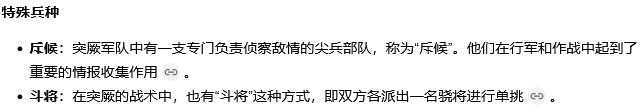 特殊兵种
• 斥候：突厥军队中有一支专门负责侦察敌情的尖兵部队，称为“斥候”。他们在行军和作战中起到了
重要的情报收集作用 。
• 斗将：在突厥的战术中，也有“斗将”这种方式，即双方各派出一名骁将进行单挑 。